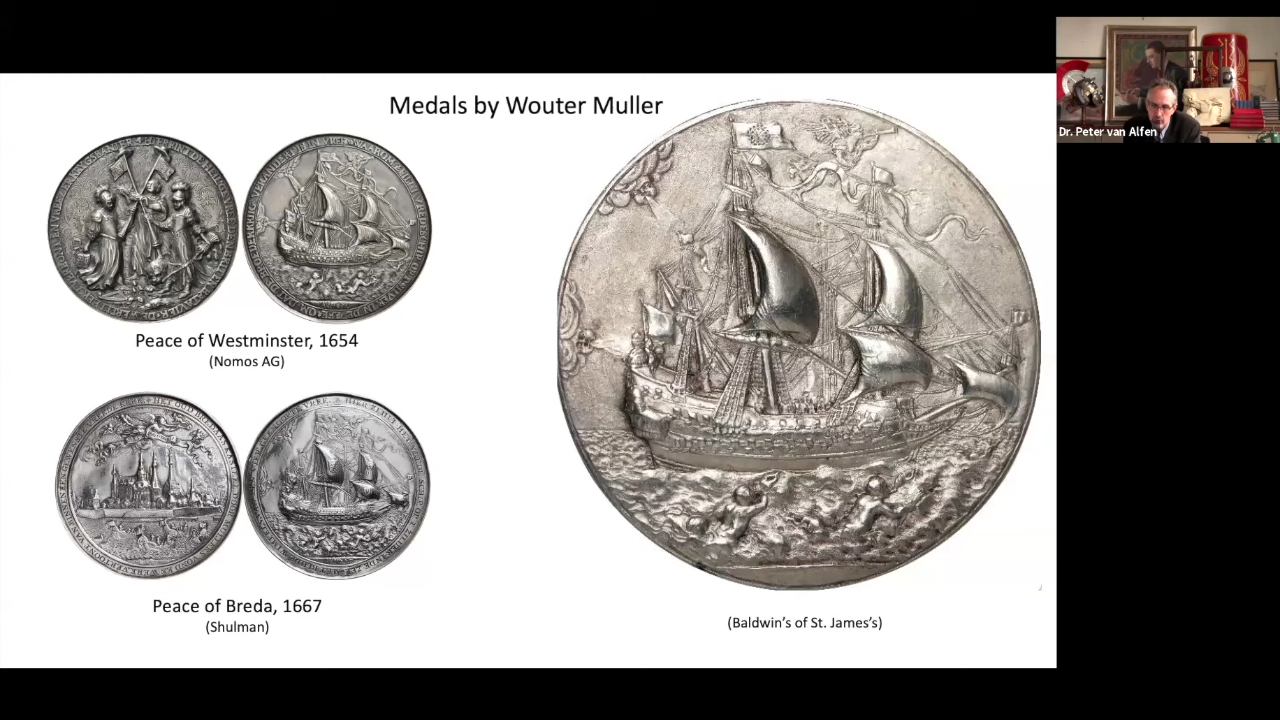 Medals by Wouter Muller
Peace of Westminster, 1654
(Nomos AG)
Peace of Breda, 1667
(Shulman)
(Baldwin's of St. James's)
Dr. Peter van Alfen